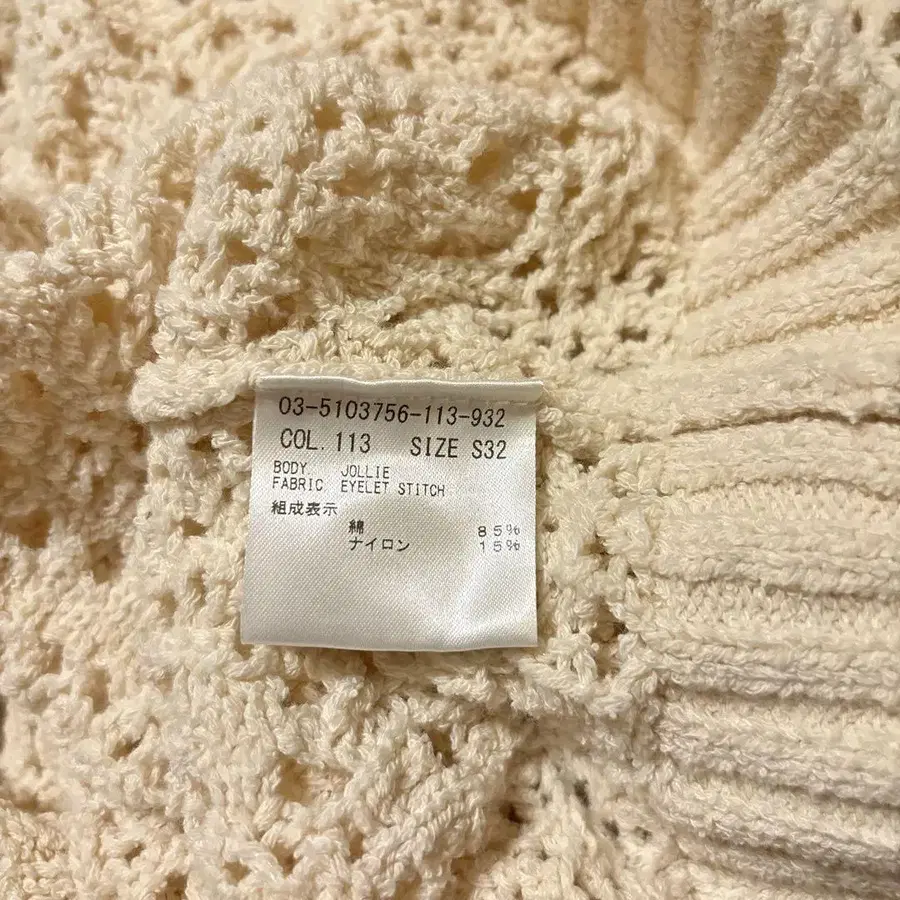 03-5103756-113-932
COL. 113 SIZE S32
BODY. JOLLIE
FABRIC EYELET STITCH
組成表示
綿 85%
ナイロン 15%